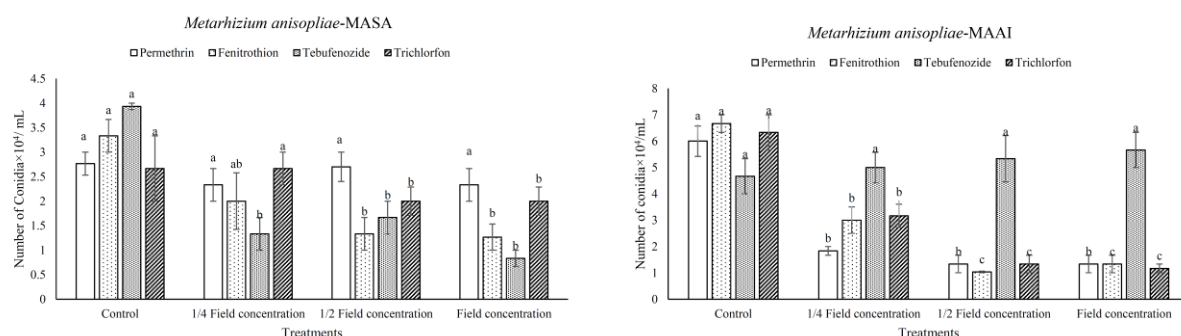 Metarhizium anisopliae-MASA
Permethrin Fenitrothion Tebufenozide Trichlorfon
Number of Conidia×10⁴/ mL
4.5
4
3.5
3
2.5
2
1.5
1
0.5
0
a a a a
a ab b a
a b b b
a b b b
Control 1/4 Field concentration 1/2 Field concentration Field concentration
Treatments
Metarhizium anisopliae-MAAI
Permethrin Fenitrothion Tebufenozide Trichlorfon
Number of conidia×10⁴/mL
8
7
6
5
4
3
2
1
0
a a a a
b b a b
b c a c
b c a c
Control 1/4 Field concentration 1/2 Field concentration Field concentration
Treatments